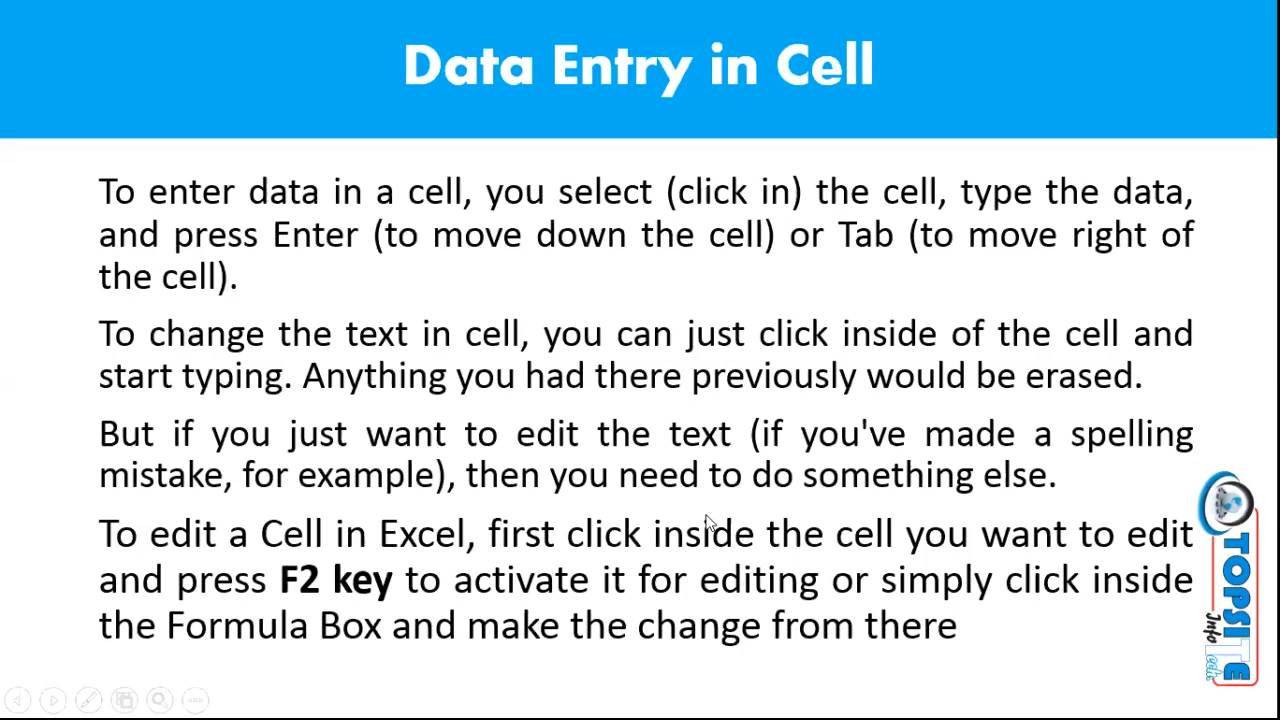 Data Entry in Cell
To enter data in a cell, you select (click in) the cell, type the data,
and press Enter (to move down the cell) or Tab (to move right of
the cell).
To change the text in cell, you can just click inside of the cell and
start typing. Anything you had there previously would be erased.
But if you just want to edit the text (if you've made a spelling
mistake, for example), then you need to do something else.
To edit a Cell in Excel, first click inside the cell you want to edit
and press F2 key to activate it for editing or simply click inside
the Formula Box and make the change from there
TOPSITE
Info Tech.